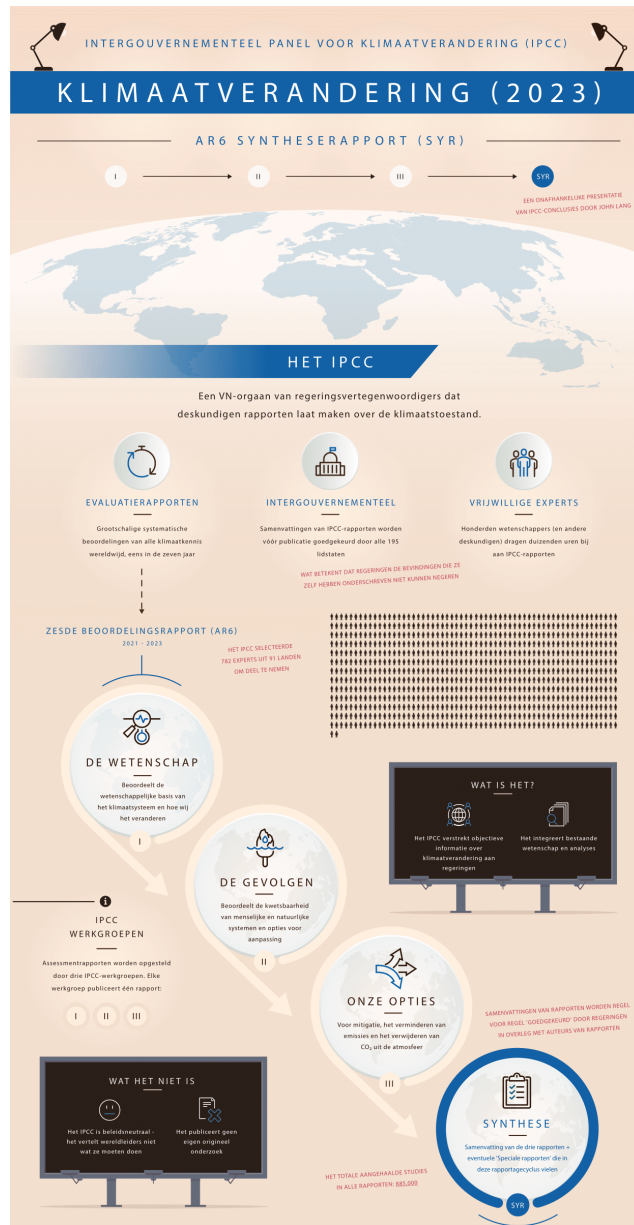 INTERGOUVERNEMENTEEL PANEL VOOR KLIMAATVERANDERING (IPCC)
KLIMAATVERANDERING (2023)
AR6 SYNTHESERAPPORT (SYR)
I
II
III
SYR
EEN ONAFHANKELIJKE PRESENTATIE
VAN IPCC-CONCLUSIES DOOR JOHN LANG
HET IPCC
Een VN-orgaan van regeringsvertegenwoordigers dat
deskundigen rapporten laat maken over de klimaatstoestand.
EVALUATIERAPPORTEN
Grootschalige systematische
beoordelingen van alle klimaatkennis
wereldwijd, eens in de zeven jaar
INTERGOUVERNEMENTEEL
Samenvattingen van IPCC-rapporten worden
vóór publicatie goedgekeurd door alle 195
lidstaten
VRIJWILLIGE EXPERTS
Honderden wetenschappers (en andere
deskundigen) dragen duizenden uren bij
aan IPCC-rapporten
WAT BETEKENT DAT REGERINGEN DE BEVINDINGEN DIE ZE
ZELF HEBBEN ONDERSCHREVEN NIET KUNNEN NEGEREN
ZESDE BEOORDELINGSRAPPORT (AR6)
2021 - 2023
HET IPCC SELECTEERDE
782 EXPERTS UIT 91 LANDEN
OM DEEL TE NEMEN
DE WETENSCHAP
Beoordeelt de
wetenschappelijke basis van
het klimaatsysteem en hoe wij
het veranderen
I
WAT IS HET?
Het IPCC verstrekt objectieve
informatie over
klimaatverandering aan
regeringen
Het integreert bestaande
wetenschap en analyses
DE GEVOLGEN
Beoordeelt de kwetsbaarheid
van menselijke en natuurlijke
systemen en opties voor
aanpassing
II
IPCC
WERKGROEPEN
Assessmentrapporten worden opgesteld
door drie IPCC-werkgroepen. Elke
werkgroep publiceert één rapport:
I
II
III
ONZE OPTIES
Voor mitigatie, het verminderen van
emissies en het verwijderen van
CO₂ uit de atmosfeer
III
SAMENVATTINGEN VAN RAPPORTEN WORDEN REGEL
VOOR REGEL 'GOEDGEKEURD' DOOR REGERINGEN
IN OVERLEG MET AUTEURS VAN RAPPORTEN
WAT HET NIET IS
Het IPCC is beleidsneutraal -
het vertelt wereldleiders niet
wat ze moeten doen
Het publiceert geen
eigen origineel
onderzoek
SYNTHESE
Samenvatting van de drie rapporten +
eventuele 'Speciale rapporten' die in
deze rapportagecyclus vielen
SYR
HET TOTALE AANGEHAALDE STUDIES
IN ALLE RAPPORTEN: 885,000